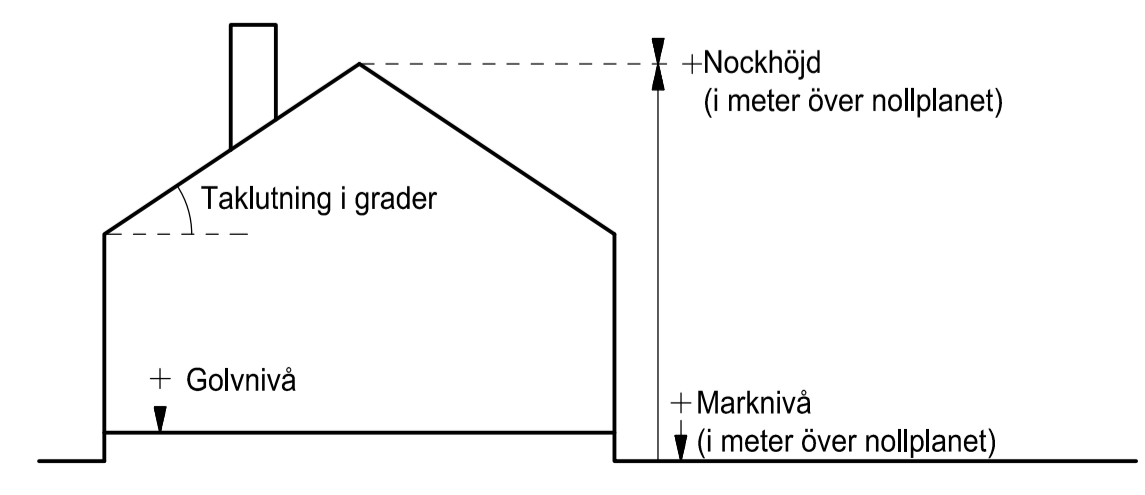 +Nockhöjd
(i meter över nollplanet)
Taklutning i grader
+ Golvnivå
+Marknivå
(i meter över nollplanet)